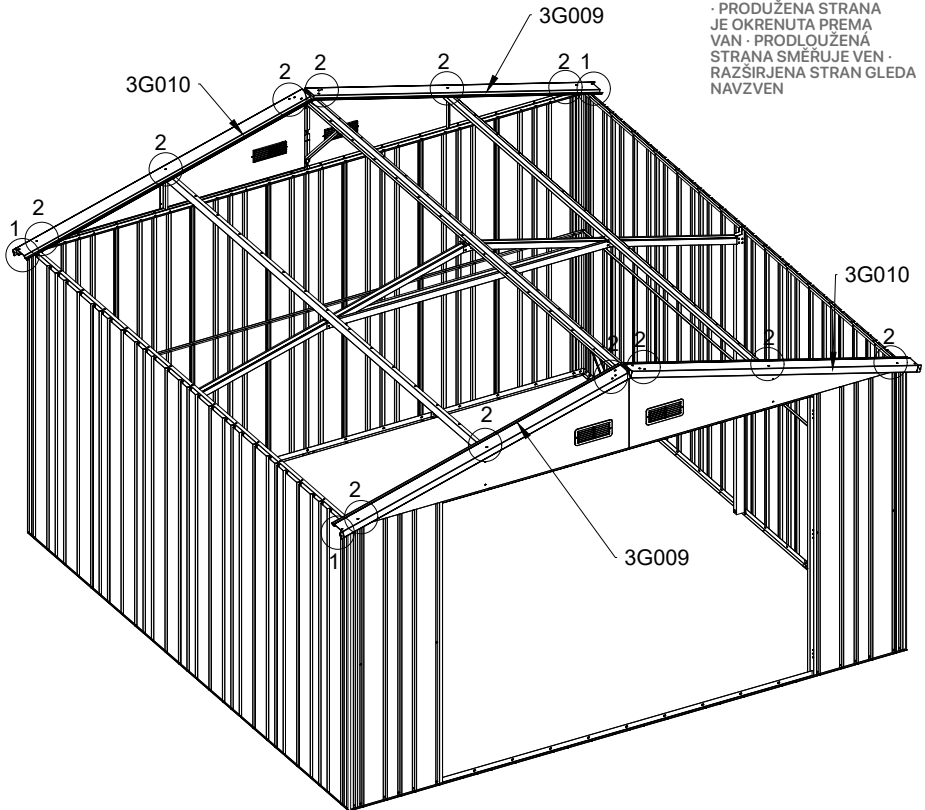 · PRODUŽENA STRANA
JE OKRENUTA PREMA
VAN · PRODLOUŽENÁ
STRANA SMĚŘUJE VEN ·
RAZŠIRJENA STRAN GLEDA
NAVZVEN
3G009
3G010
2
2
2
2
1
2
2
1
3G010
2
2
2
2
2
2
3G009
1